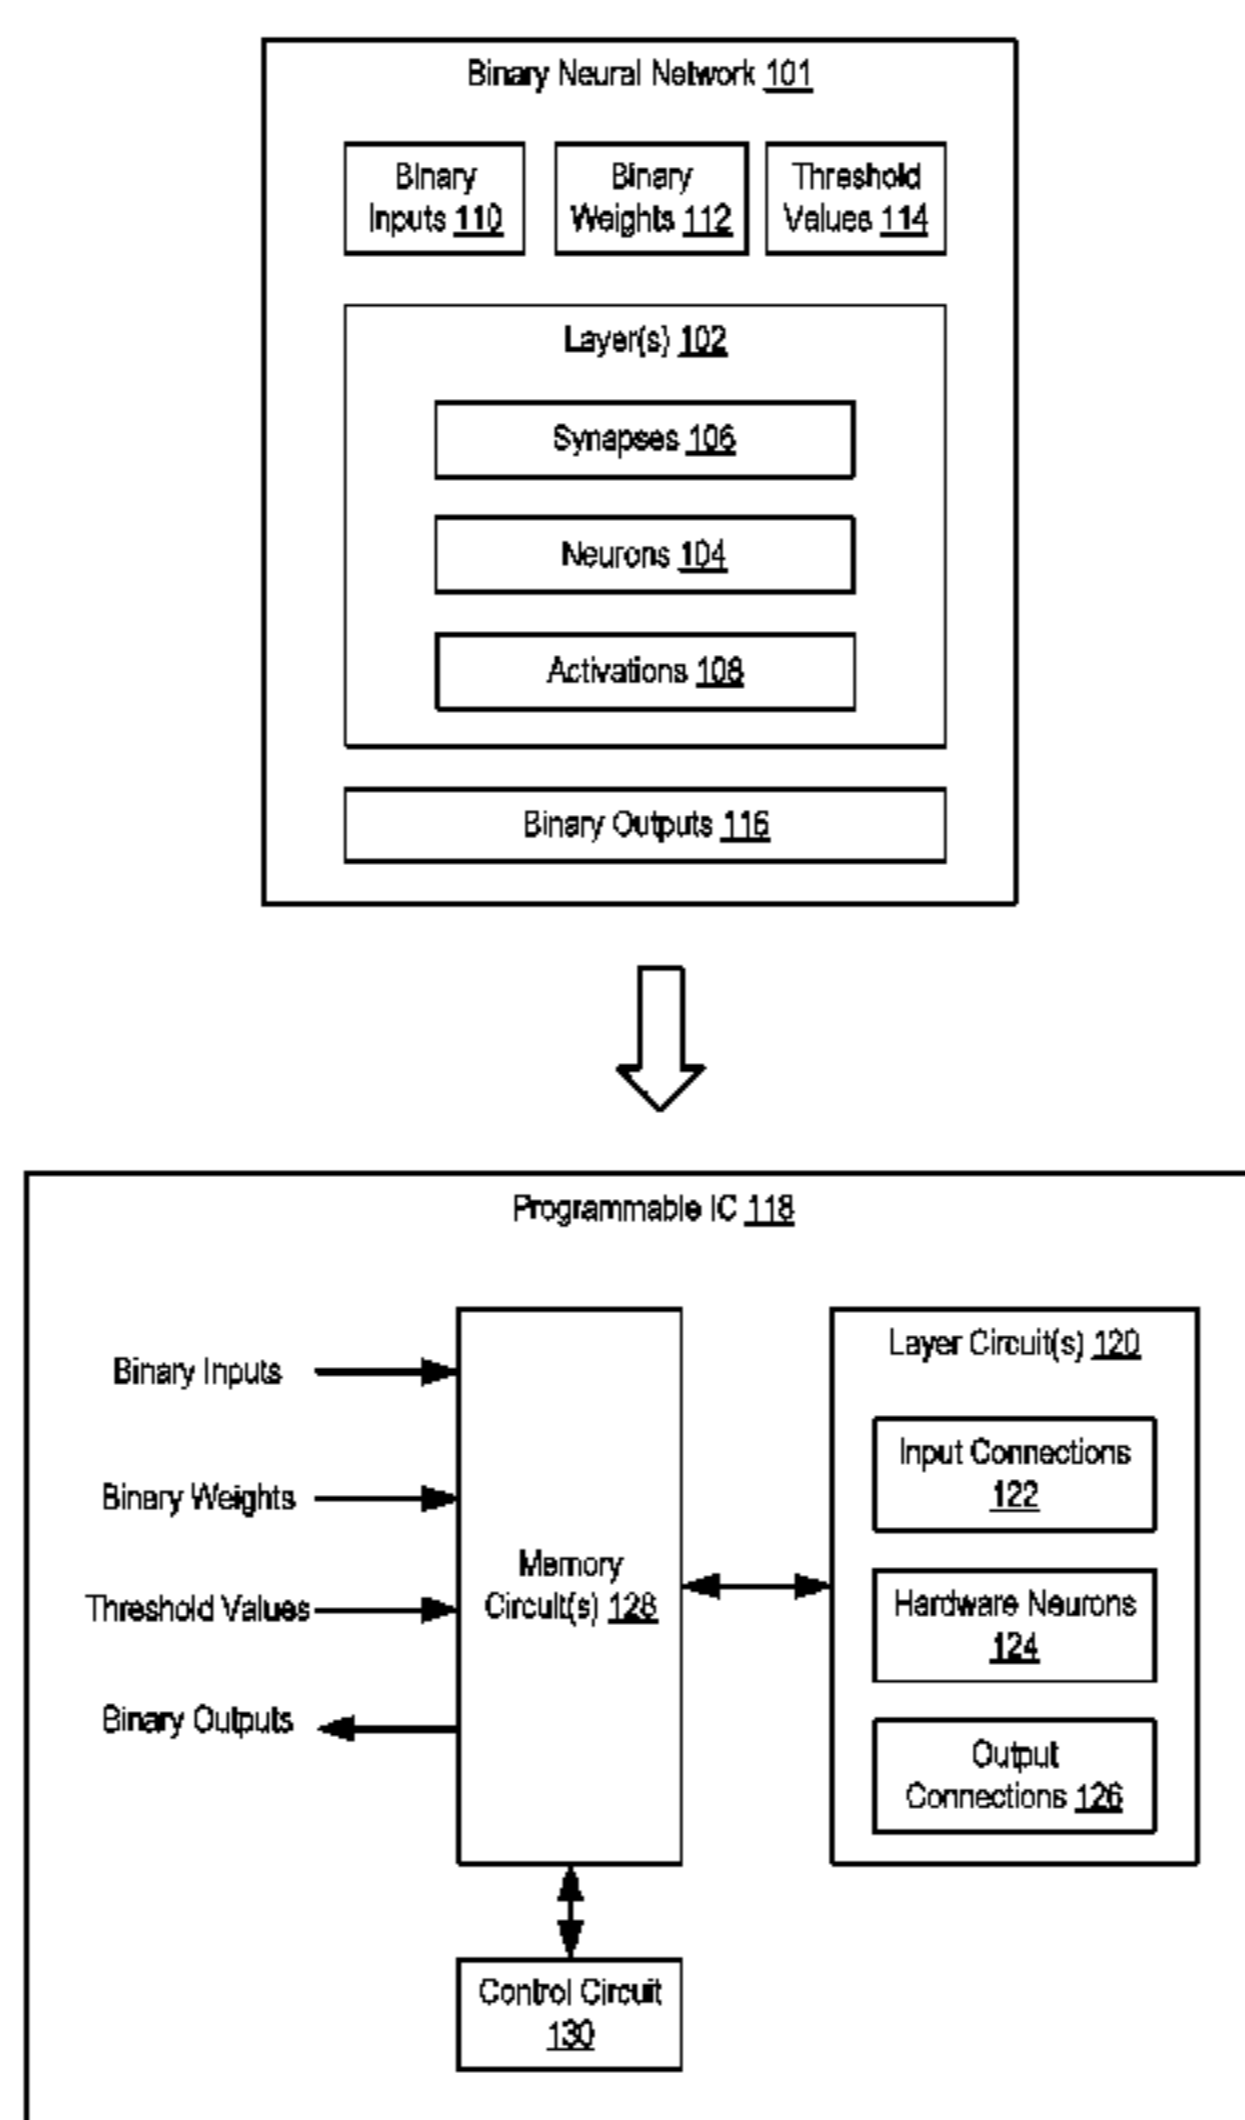 Binary Neural Network 101
Binary
Inputs 110
Binary
Weights 112
Threshold
Values 114
Layer(s) 102
Synapses 106
Neurons 104
Activations 108
Binary Outputs 116
Programmable IC 118
Binary Inputs
Binary Weights
Threshold Values
Binary Outputs
Memory
Circuit(s) 128
Layer Circuit(s) 120
Input Connections
122
Hardware Neurons
124
Output
Connections 126
Control Circuit
130